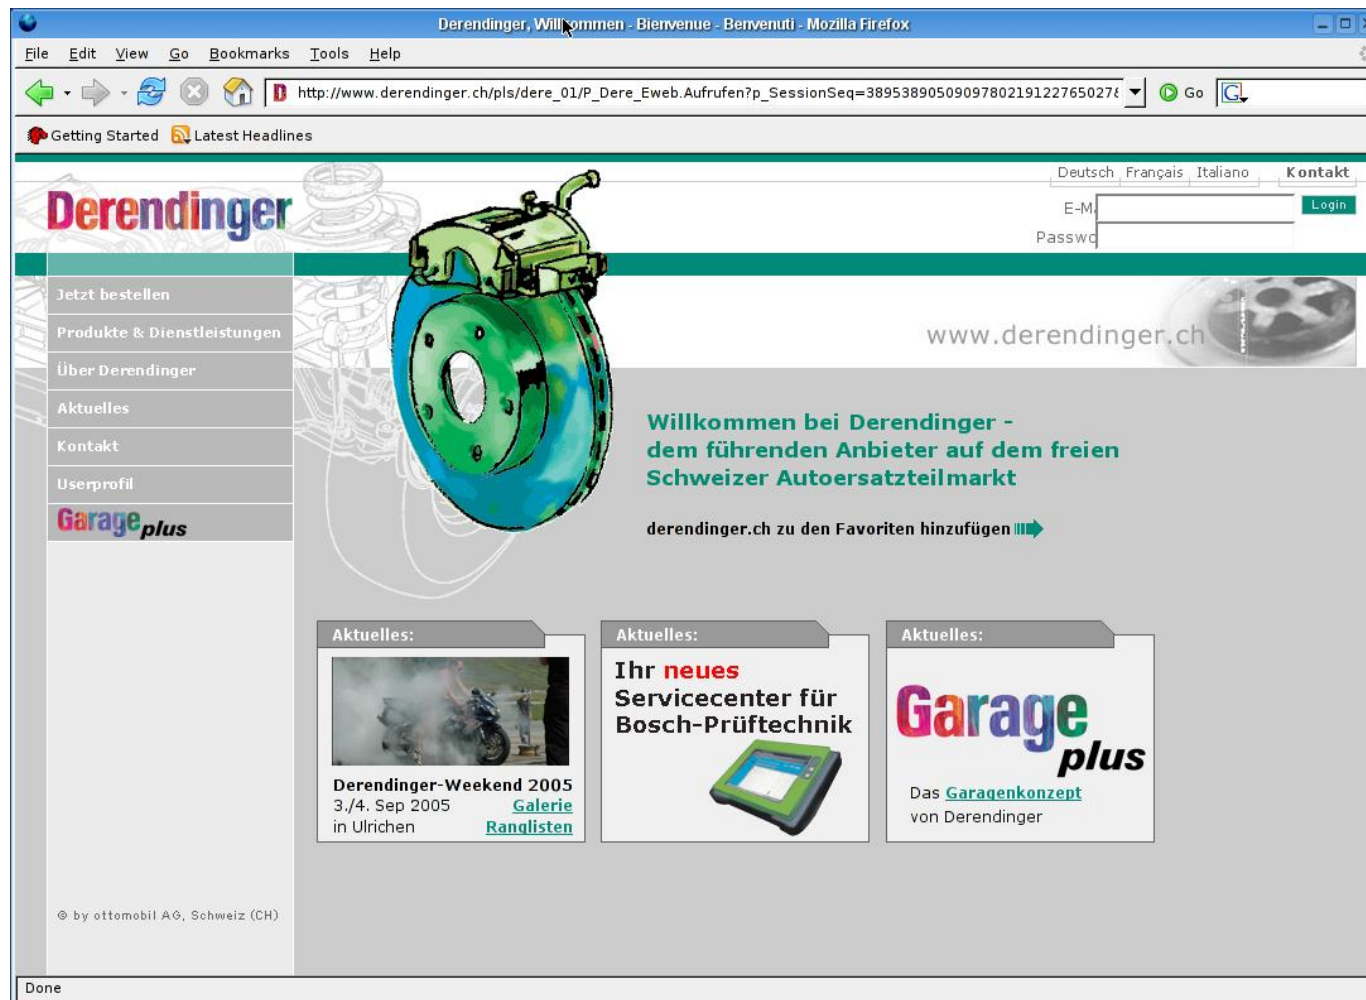 Derendinger, Willkommen - Bienvenue - Benvenuti - Mozilla Firefox
File Edit View Go Bookmarks Tools Help
http://www.derendinger.ch/pls/dere_01/P_Dere_Eweb.Aufrufen?p_SessionSeq=38953890509097802191227650278 Go G
Getting Started Latest Headlines
Deutsch Français Italiano Kontakt
Derendinger
E-M
Login
Passwo
Jetzt bestellen
Produkte & Dienstleistungen
Über Derendinger
Aktuelles
Kontakt
Userprofil
Garage plus
www.derendinger.ch
Willkommen bei Derendinger -
dem führenden Anbieter auf dem freien
Schweizer Autoersatzteilmarkt
derendinger.ch zu den Favoriten hinzufügen
Aktuelles:
Derendinger-Weekend 2005
3./4. Sep 2005 Galerie
in Ulrichen Ranglisten
Aktuelles:
Ihr neues
Servicecenter für
Bosch-Prüftechnik
Aktuelles:
Garage
plus
Das Garagenkonzept
von Derendinger
© by ottomobil AG, Schweiz (CH)
Done